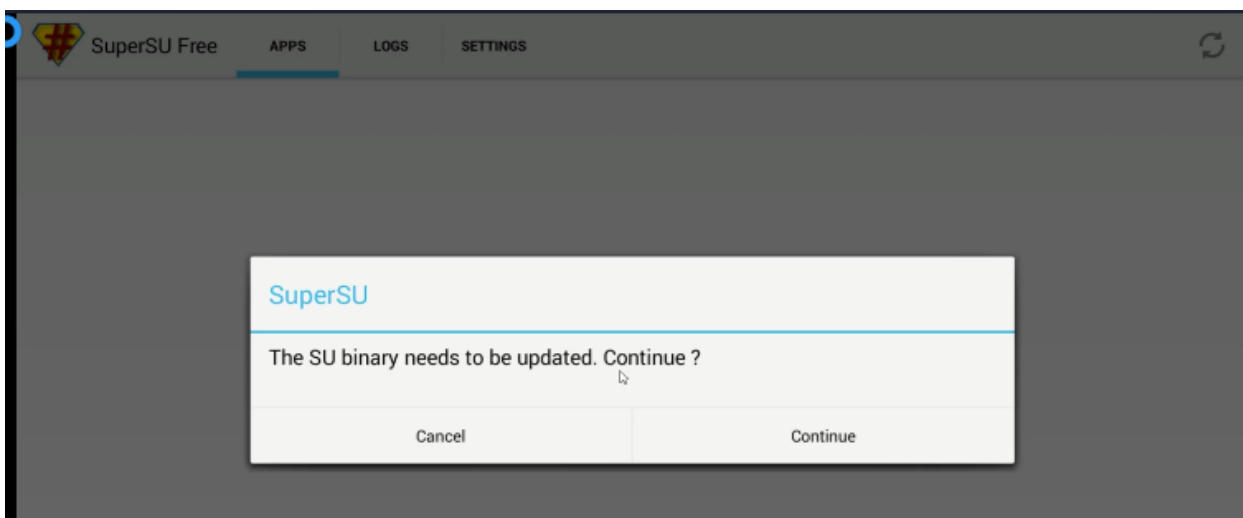 SuperSU Free APPS LOGS SETTINGS
SuperSU
The SU binary needs to be updated. Continue ?
Cancel Continue